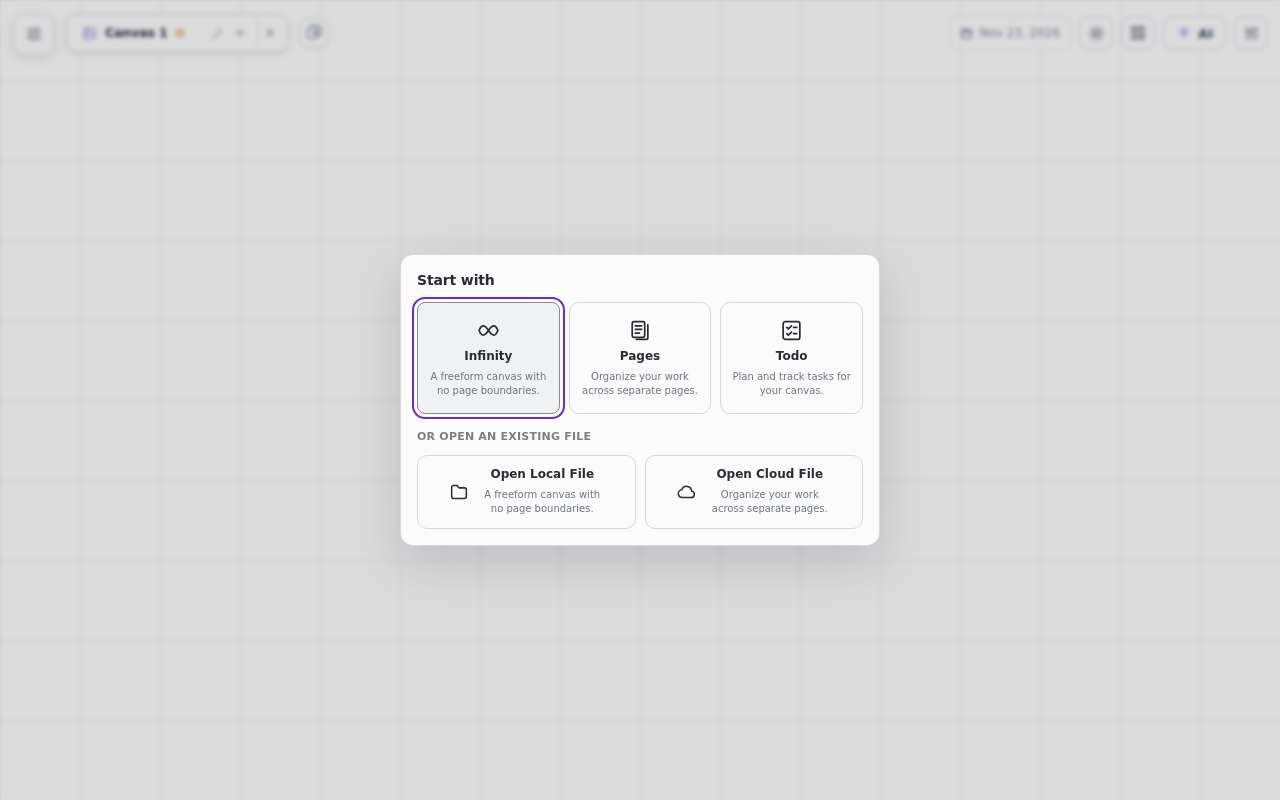 Canvas 1
Nov 23, 2026
AI
Start with
Infinity
A freeform canvas with
no page boundaries.
Pages
Organize your work
across separate pages.
Todo
Plan and track tasks for
your canvas.
OR OPEN AN EXISTING FILE
Open Local File
A freeform canvas with
no page boundaries.
Open Cloud File
Organize your work
across separate pages.